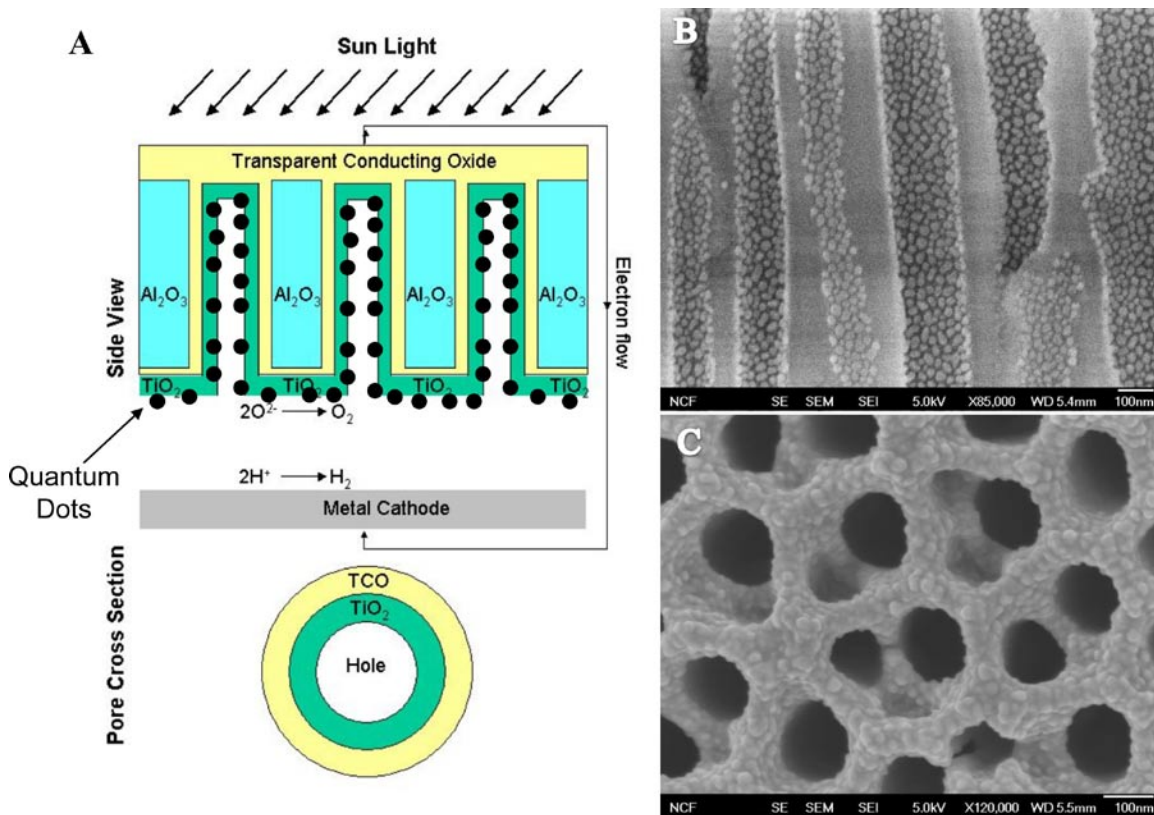 A
Sun Light
Transparent Conducting Oxide
Al₂O₃
Al₂O₃
Al₂O₃
Al₂O₃
TiO₂
TiO₂
TiO₂
TiO₂
2O²⁻ → O₂
2H⁺ → H₂
Metal Cathode
Side View
Electron flow
Quantum
Dots
Pore Cross Section
TCO
TiO₂
Hole
B
NCF SE SEM SEI 5.0kV X85,000 WD 5.4mm 100nm
C
NCF SE SEM SEI 5.0kV X120,000 WD 5.5mm 100nm